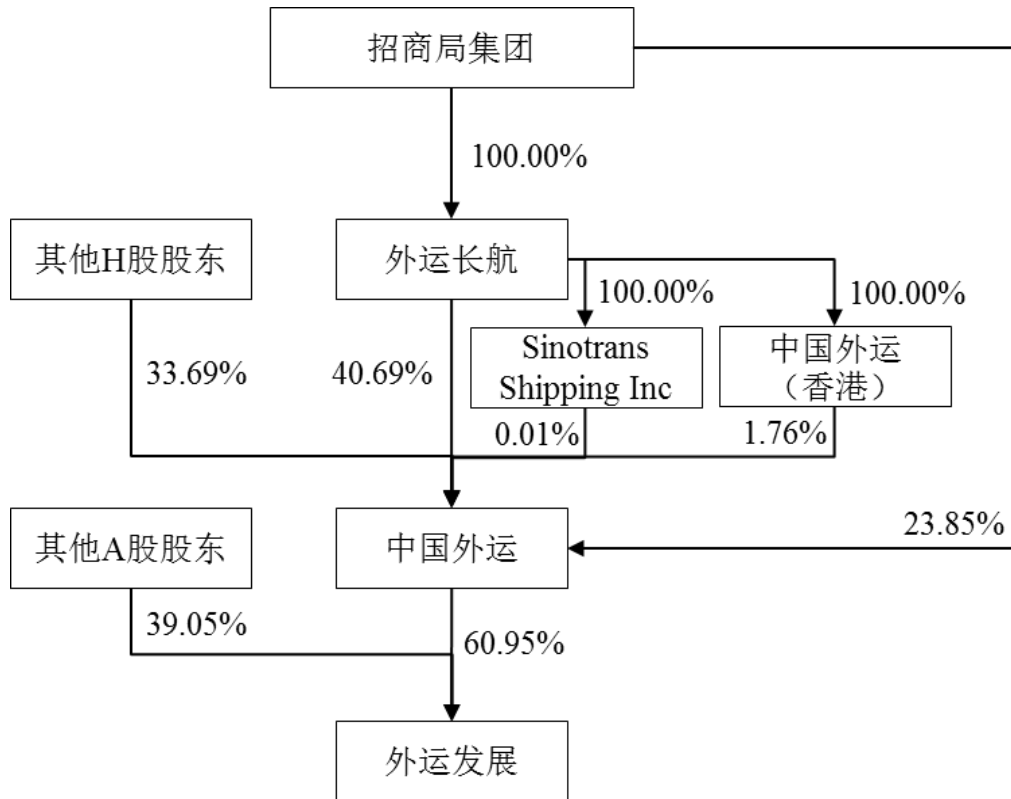 招商局集团
100.00%
其他H股股东
外运长航
100.00%
100.00%
33.69%
40.69%
Sinotrans
Shipping Inc
中国外运
（香港）
0.01%
1.76%
其他A股股东
中国外运
23.85%
39.05%
60.95%
外运发展